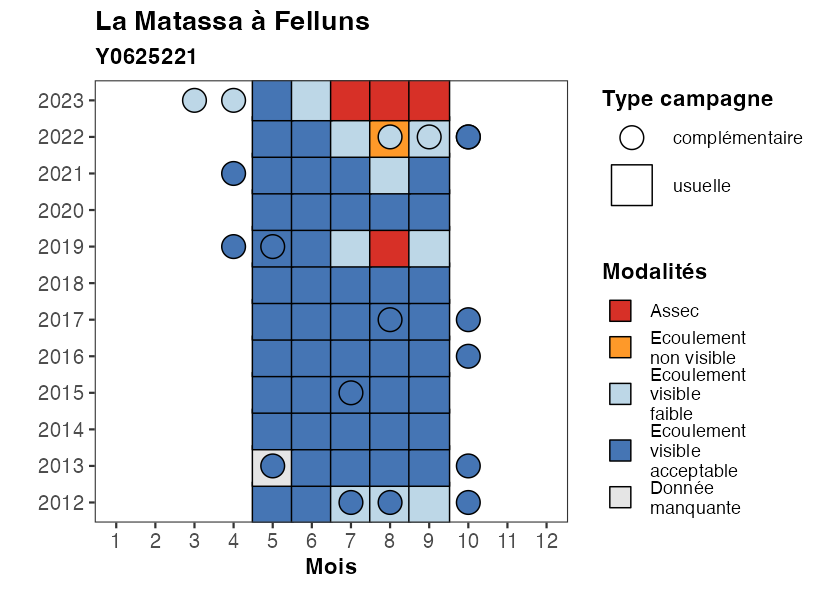 La Matassa à Felluns
Y0625221
2023
2022
2021
2020
2019
2018
2017
2016
2015
2014
2013
2012
1 2 3 4 5 6 7 8 9 10 11 12
Mois
Type campagne
complémentaire
usuelle
Modalités
Assec
Ecoulement
non visible
Ecoulement
visible
faible
Ecoulement
visible
acceptable
Donnée
manquante